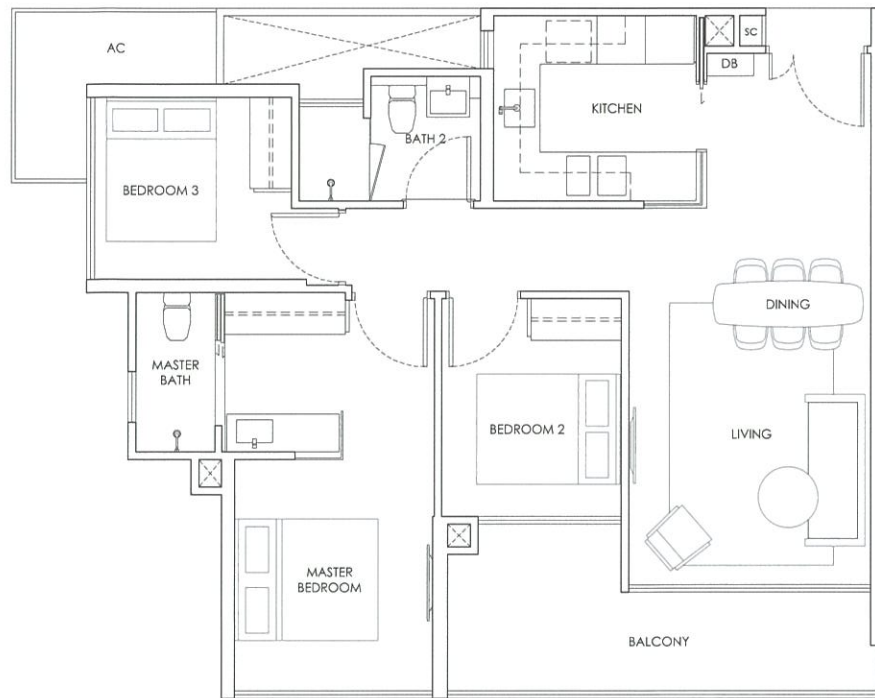 AC
SC
DB
KITCHEN
BATH 2
BEDROOM 3
DINING
MASTER
BATH
BEDROOM 2
LIVING
MASTER
BEDROOM
BALCONY